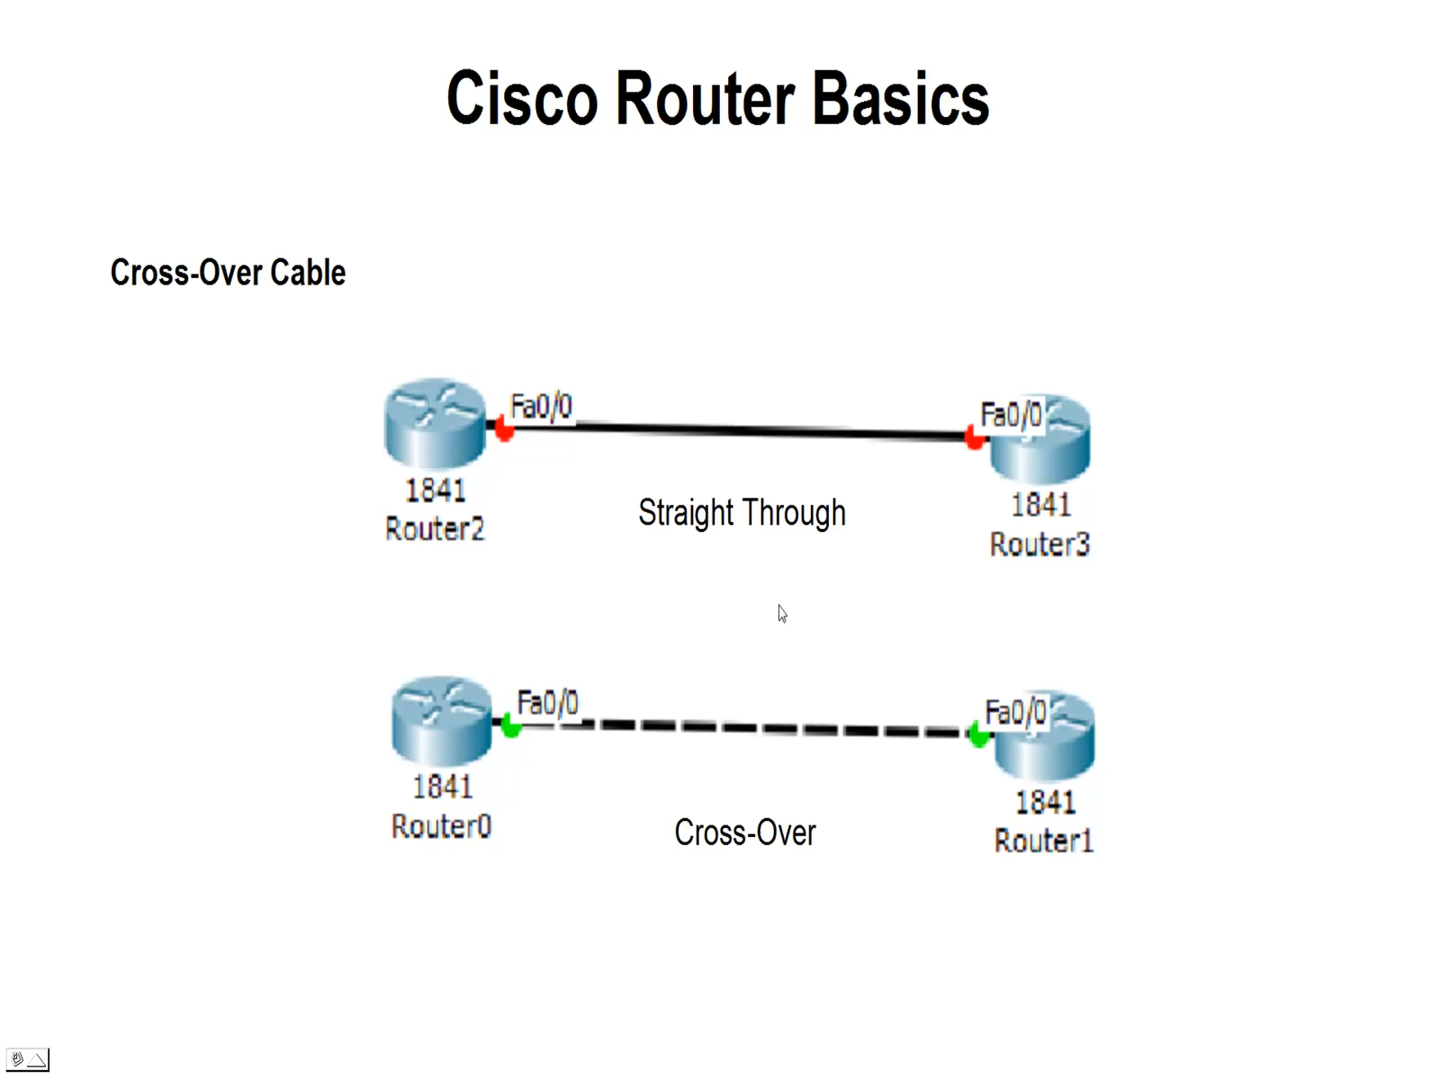 Cisco Router Basics
Cross-Over Cable
Fa0/0
Fa0/0
1841
Router2
Straight Through
1841
Router3
Fa0/0
Fa0/0
1841
Router0
Cross-Over
1841
Router1